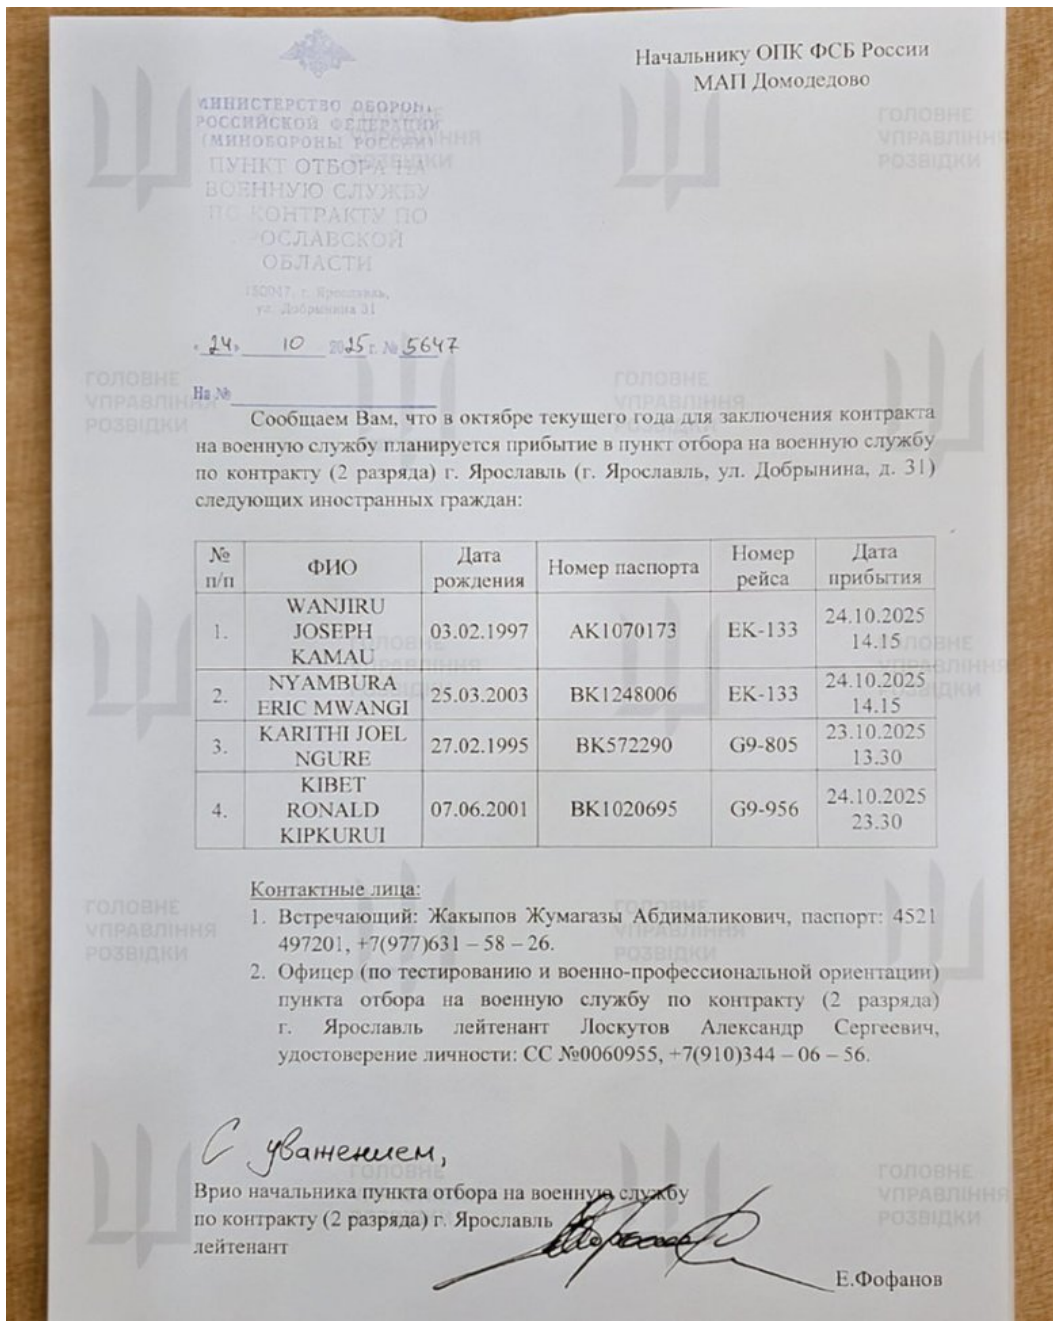 Начальнику ОПК ФСБ России
МАП Домодедово
МИНИСТЕРСТВО ОБОРОНЫ
РОССИЙСКОЙ ФЕДЕРАЦИИ
(МИНОБОРОНЫ РОССИИ)
ПУНКТ ОТБОРА НА
ВОЕННУЮ СЛУЖБУ
ПО КОНТРАКТУ ПО
ОСЛАВСКОЙ
ОБЛАСТИ
150047, г. Ярославль,
ул. Добрынина 31
« 24 » 10 2025 г. № 5647
На №
Сообщаем Вам, что в октябре текущего года для заключения контракта
на военную службу планируется прибытие в пункт отбора на военную службу
по контракту (2 разряда) г. Ярославль (г. Ярославль, ул. Добрынина, д. 31)
следующих иностранных граждан:
№ п/п ФИО Дата рождения Номер паспорта Номер рейса Дата прибытия
1. WANJIRU JOSEPH KAMAU 03.02.1997 AK1070173 EK-133 24.10.2025 14.15
2. NYAMBURA ERIC MWANGI 25.03.2003 BK1248006 EK-133 24.10.2025 14.15
3. KARITHI JOEL NGURE 27.02.1995 BK572290 G9-805 23.10.2025 13.30
4. KIBET RONALD KIPKURUI 07.06.2001 BK1020695 G9-956 24.10.2025 23.30
Контактные лица:
1. Встречающий: Жакыпов Жумагазы Абдималикович, паспорт: 4521
497201, +7(977)631 – 58 – 26.
2. Офицер (по тестированию и военно-профессиональной ориентации)
пункта отбора на военную службу по контракту (2 разряда)
г. Ярославль лейтенант Лоскутов Александр Сергеевич,
удостоверение личности: СС №0060955, +7(910)344 – 06 – 56.
С уважением,
Врио начальника пункта отбора на военную службу
по контракту (2 разряда) г. Ярославль
лейтенант
Е.Фофанов
ГОЛОВНЕ
УПРАВЛІННЯ
РОЗВІДКИ